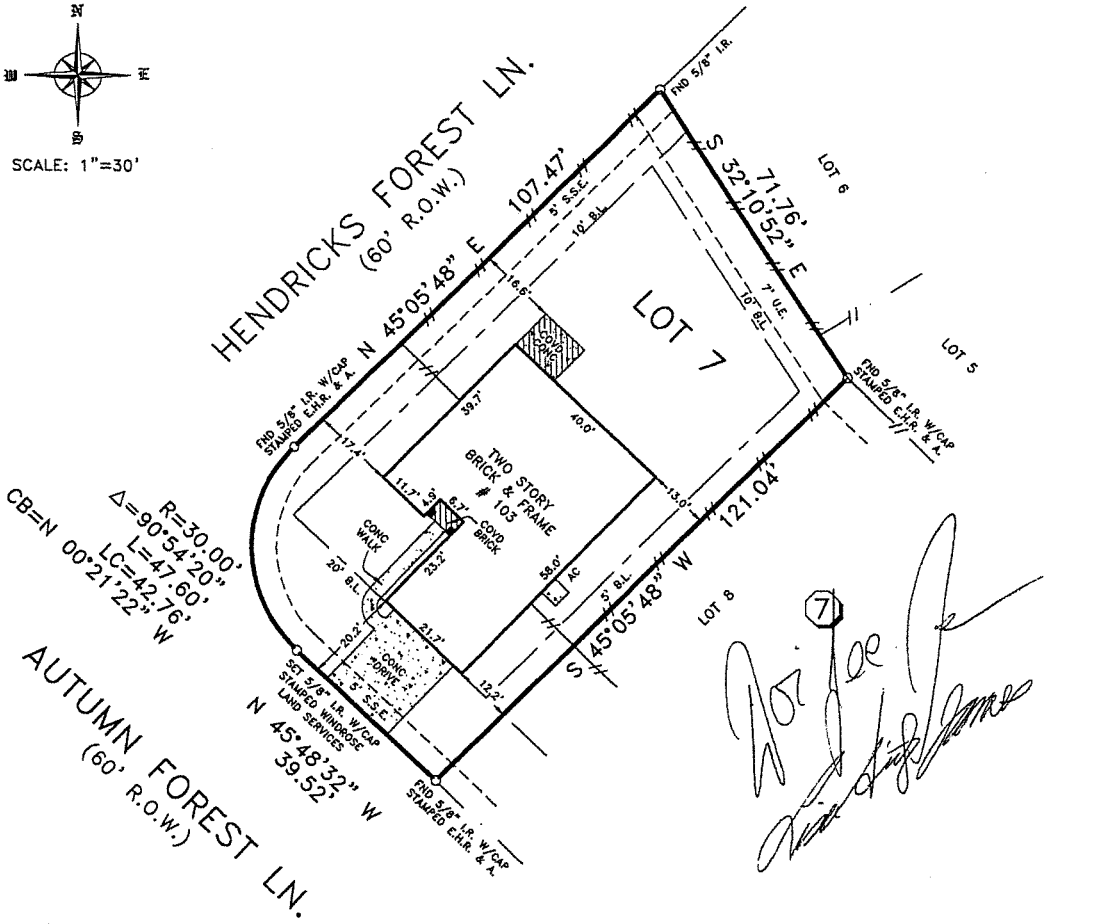 N
W E
S
SCALE: 1"=30'
HENDRICKS FOREST LN.
(60' R.O.W.)
N 45°05'48" E 107.47'
FND 5/8" I.R.
5' S.S.E.
10' B.L.
S 32°10'52" E
71.76'
LOT 6
7' U.E.
10' B.L.
LOT 5
FND 5/8" I.R. W/CAP
STAMPED E.H.R. & A.
LOT 7
16.6'
COVD
CONC
39.7'
40.0'
FND 5/8" I.R. W/CAP
STAMPED E.H.R. & A.
17.4'
TWO STORY
BRICK & FRAME
# 103
11.7'
4.9'
6.7'
COVD
BRICK
CONC
WALK
23.2'
13.0'
58.0'
AC
S 45°05'48" W 121.04'
5' B.L.
LOT 8
R=30.00'
Δ=90°54'20"
L=47.60'
LC=42.76'
CB=N 00°21'22" W
20' B.L.
20.2'
21.7'
CONC
DRIVE
5' S.S.E.
12.2'
SET 5/8" I.R. W/CAP
STAMPED WINDROSE
LAND SERVICES
N 45°48'32" W
39.52'
FND 5/8" I.R. W/CAP
STAMPED E.H.R. & A.
AUTUMN FOREST LN.
(60' R.O.W.)
7